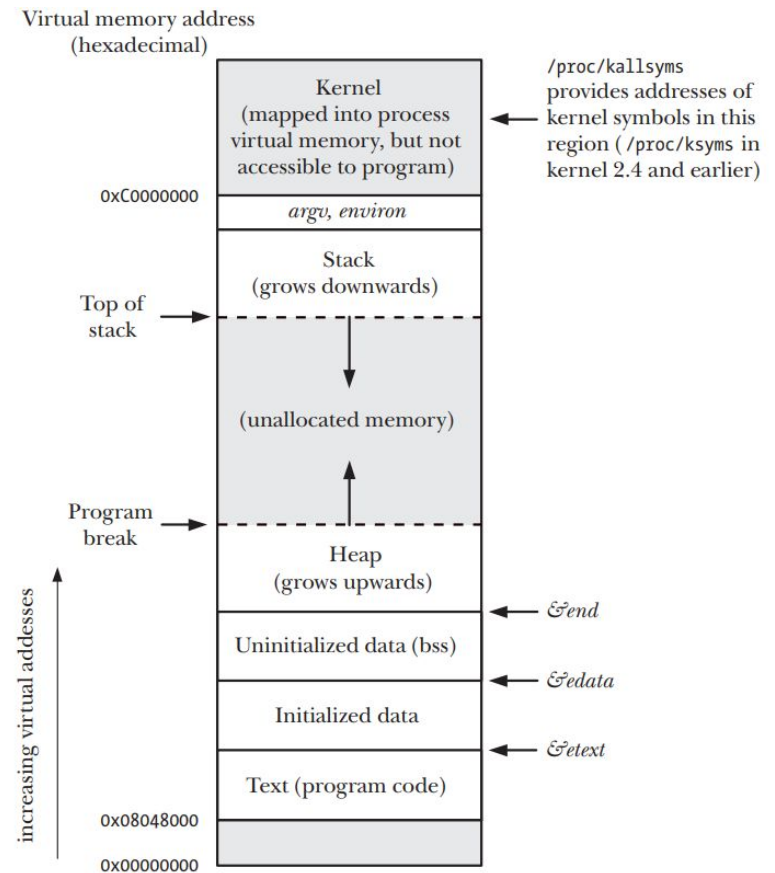 Virtual memory address
(hexadecimal)
Kernel
(mapped into process
virtual memory, but not
accessible to program)
/proc/kallsyms
provides addresses of
kernel symbols in this
region (/proc/ksyms in
kernel 2.4 and earlier)
0xC0000000
argv, environ
Stack
(grows downwards)
Top of
stack
(unallocated memory)
Program
break
Heap
(grows upwards)
&end
Uninitialized data (bss)
&edata
Initialized data
&etext
Text (program code)
0x08048000
0x00000000
increasing virtual addesses